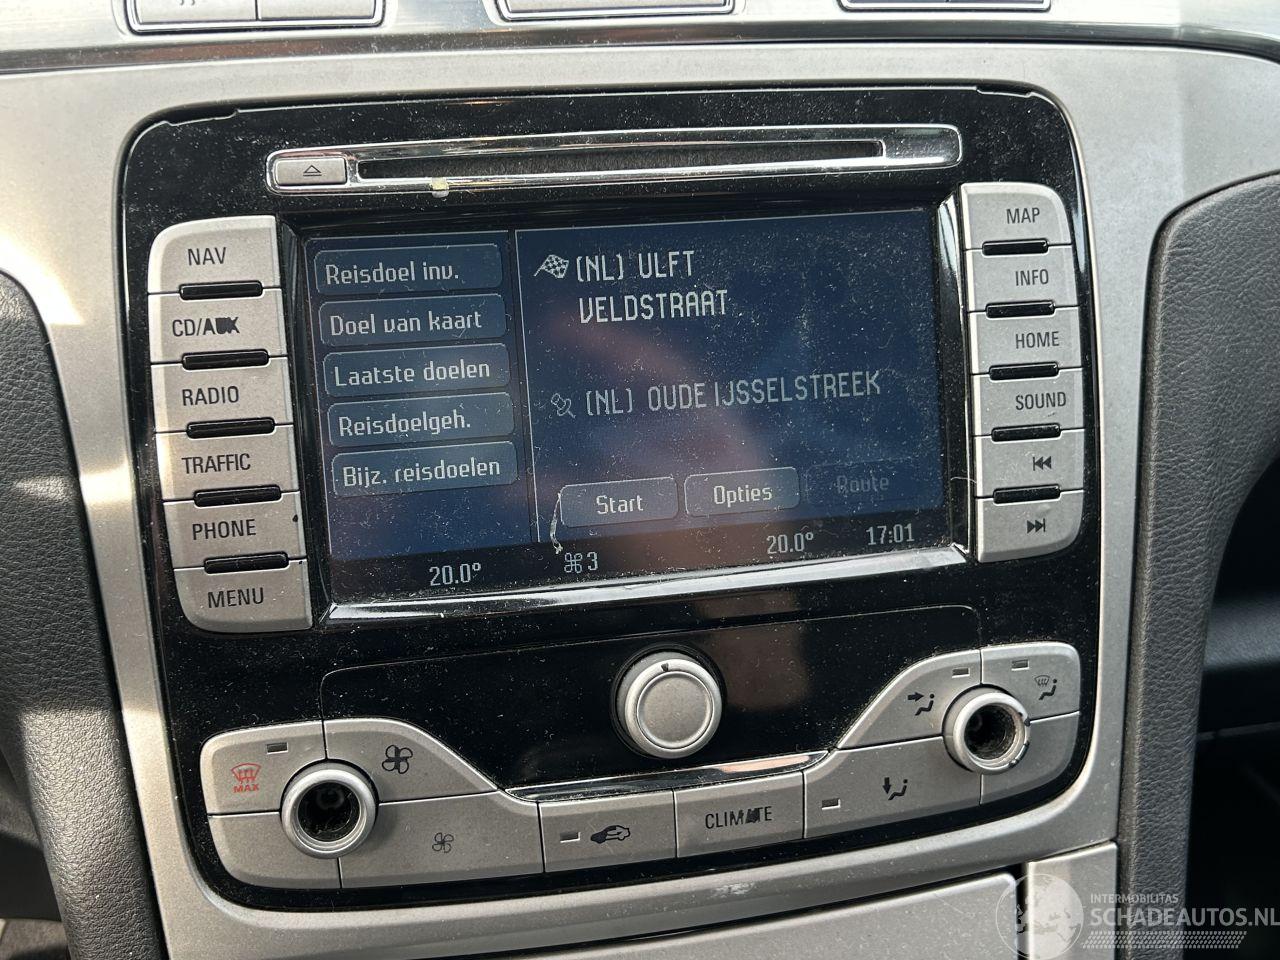 NAV
CD/AUX
RADIO
TRAFFIC
PHONE
MENU
Reisdoel inv.
Doel van kaart
Laatste doelen
Reisdoelgeh.
Bijz. reisdoelen
(NL) ULFT
VELDSTRAAT
(NL) OUDE IJSSELSTREEK
Start
Opties
Route
20.0°
3
20.0°
17:01
MAP
INFO
HOME
SOUND
MAX
CLIMATE
INTERMOBILITAS
SCHADEAUTOS.NL